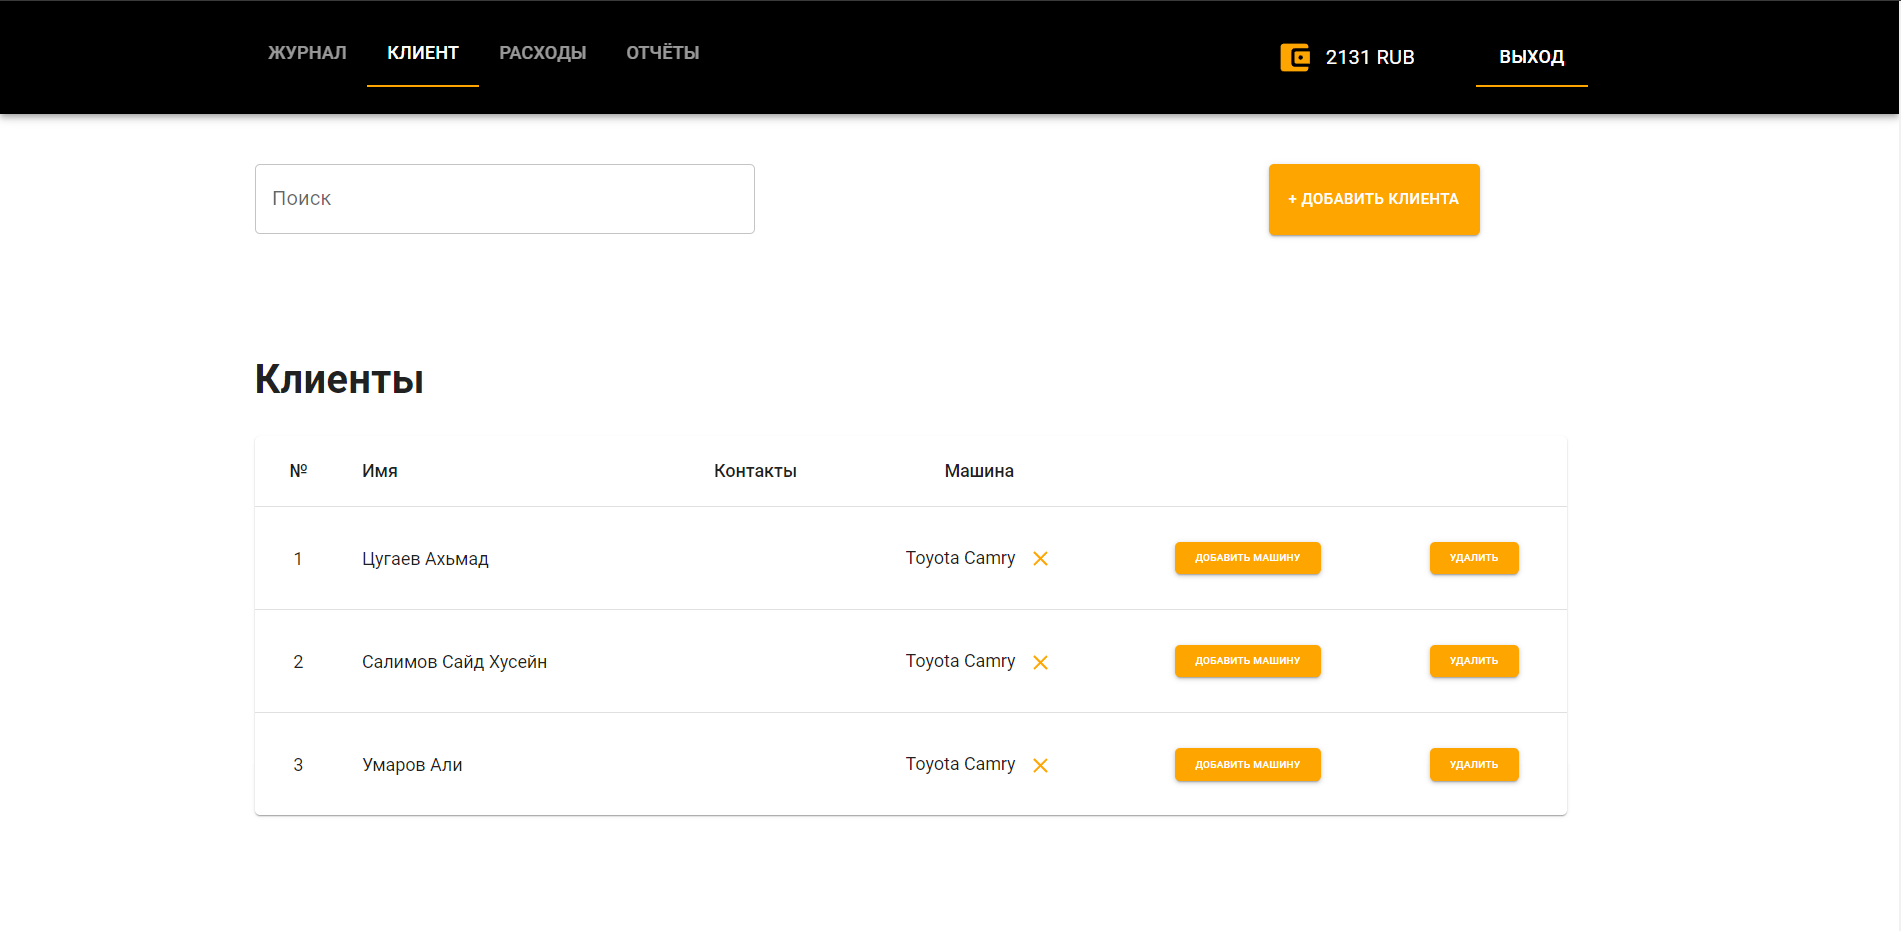 ЖУРНАЛ КЛИЕНТ РАСХОДЫ ОТЧЁТЫ 2131 RUB ВЫХОД
Поиск + ДОБАВИТЬ КЛИЕНТА
Клиенты
№ Имя Контакты Машина
1 Цугаев Ахьмад Toyota Camry ДОБАВИТЬ МАШИНУ УДАЛИТЬ
2 Салимов Сайд Хусейн Toyota Camry ДОБАВИТЬ МАШИНУ УДАЛИТЬ
3 Умаров Али Toyota Camry ДОБАВИТЬ МАШИНУ УДАЛИТЬ